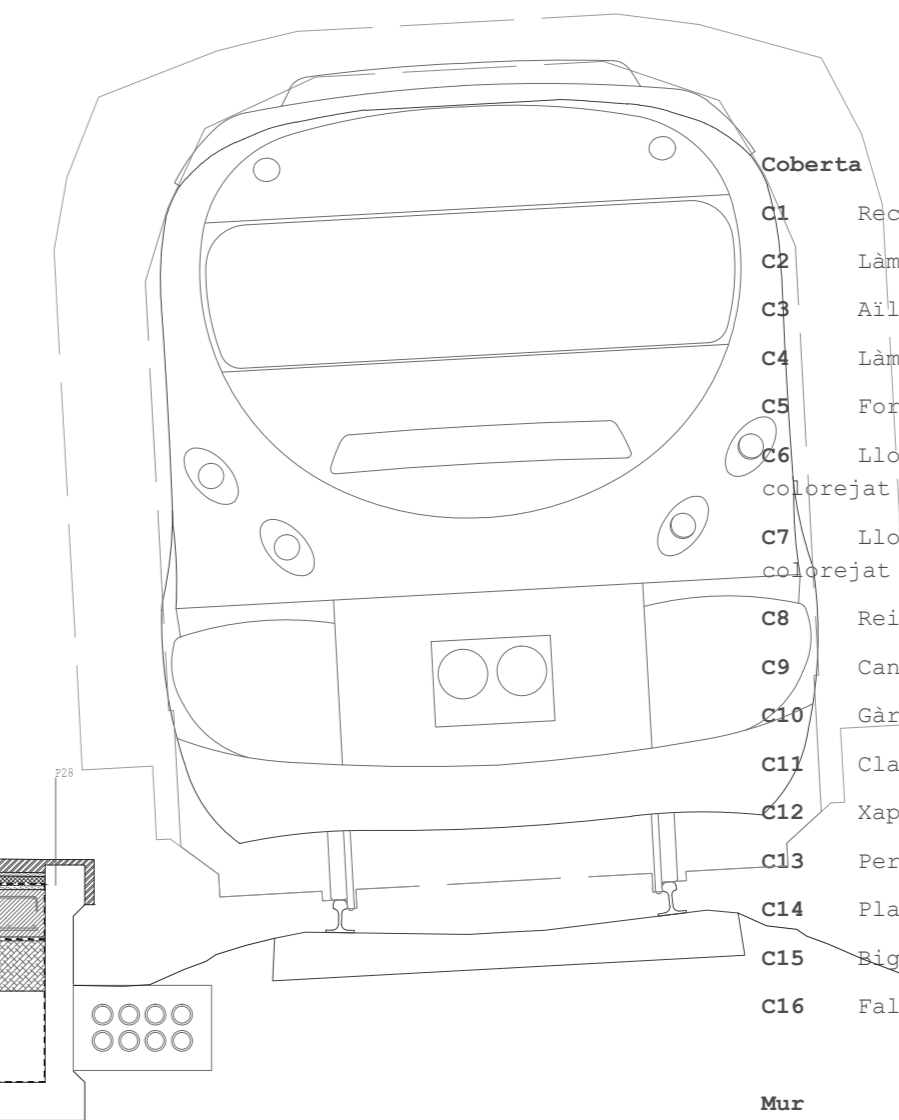 Coberta
C1 Rec
C2 Làm
C3 Aïl
C4 Làm
C5 For
C6 Llo
colorejat
C7 Llo
colorejat
C8 Rei
C9 Can
C10 Gàr
C11 Cla
C12 Xap
C13 Per
C14 Pla
C15 Big
C16 Fal
Mur
P28